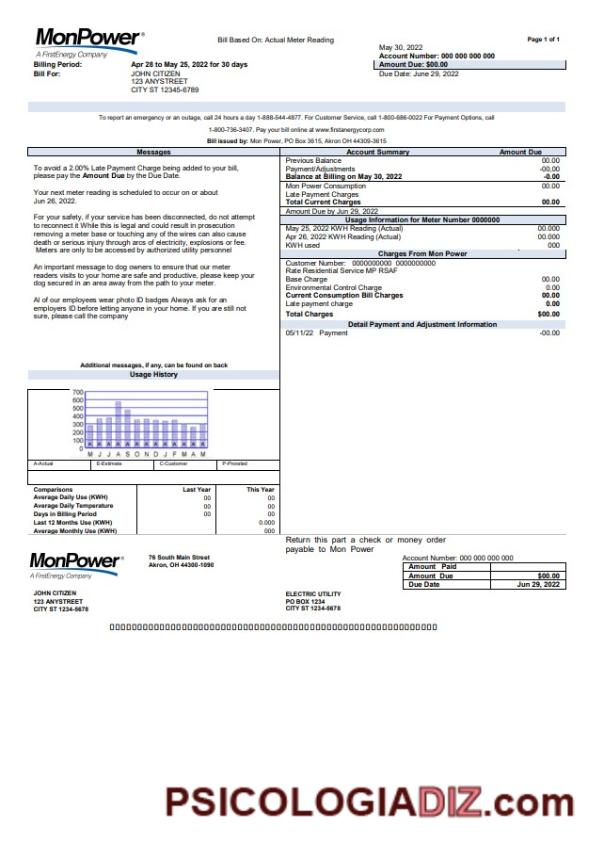 MonPower®
A FirstEnergy Company
Bill Based On: Actual Meter Reading
Page 1 of 1
May 30, 2022
Account Number: 000 000 000 000
Billing Period: Apr 28 to May 25, 2022 for 30 days
Amount Due: $00.00
Bill For: JOHN CITIZEN
Due Date: June 29, 2022
123 ANYSTREET
CITY ST 12345-6789
To report an emergency or an outage, call 24 hours a day 1-888-544-4877. For Customer Service, call 1-800-686-0022 For Payment Options, call
1-800-736-3407. Pay your bill online at www.firstenergycorp.com
Bill issued by: Mon Power, PO Box 3615, Akron OH 44309-3615
Messages
To avoid a 2.00% Late Payment Charge being added to your bill,
please pay the Amount Due by the Due Date.
Your next meter reading is scheduled to occur on or about
Jun 26, 2022.
For your safety, if your service has been disconnected, do not attempt
to reconnect it While this is legal and could result in prosecution
removing a meter base or touching any of the wires can also cause
death or serious injury through arcs of electricity, explosions or fee.
Meters are only to be accessed by authorized utility personnel
An important message to dog owners to ensure that our meter
readers visits to your home are safe and productive, please keep your
dog secured in an area away from the path to your meter.
Al of our employees wear photo ID badges Always ask for an
employers ID before letting anyone in your home. If you are still not
sure, please call the company
Additional messages, if any, can be found on back
Account Summary Amount Due
Previous Balance 00.00
Payment/Adjustments -00.00
Balance at Billing on May 30, 2022 -0.00
Mon Power Consumption 00.00
Late Payment Charges
Total Current Charges 00.00
Amount Due by Jun 29, 2022
Usage Information for Meter Number 0000000
May 25, 2022 KWH Reading (Actual) 00.000
Apr 26, 2022 KWH Reading (Actual) 00.000
KWH used 000
Charges From Mon Power
Customer Number: 0000000000 0000000000
Rate Residential Service MP RSAF
Base Charge 00.00
Environmental Control Charge 0.00
Current Consumption Bill Charges 00.00
Late payment charge 0.00
Total Charges $00.00
Detail Payment and Adjustment Information
05/11/22 Payment -00.00
Usage History
700
600
500
400
300
200
100
0
A A A A A A A A A A A A A
M J J A S O N D J F M A M
A-Actual E-Estimate C-Customer P-Prorated
Comparisons Last Year This Year
Average Daily Use (KWH) 00 00
Average Daily Temperature 00 00
Days in Billing Period 00 00
Last 12 Months Use (KWH) 0.000
Average Monthly Use (KWH) 000
Return this part a check or money order
payable to Mon Power
MonPower®
A FirstEnergy Company
76 South Main Street
Akron, OH 44308-1090
Account Number: 000 000 000 000
Amount Paid
Amount Due $00.00
Due Date Jun 29, 2022
JOHN CITIZEN
123 ANYSTREET
CITY ST 1234-5678
ELECTRIC UTILITY
PO BOX 1234
CITY ST 1234-5678
PSICOLOGIADIZ.com